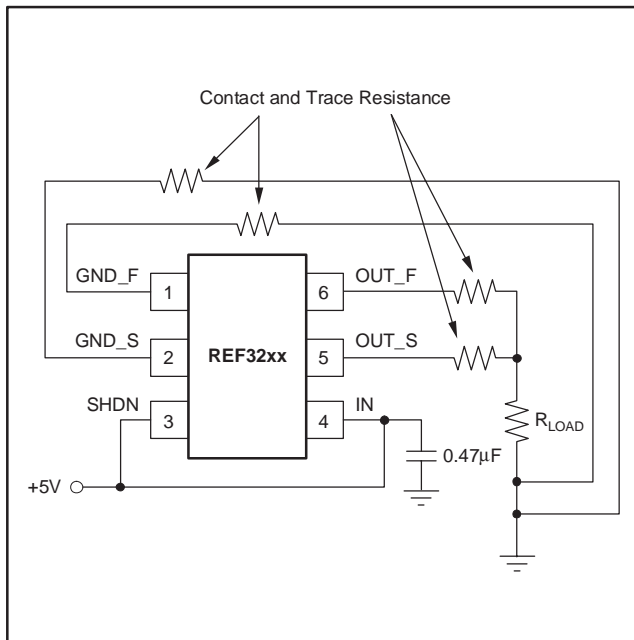 Contact and Trace Resistance
GND_F
1
6
OUT_F
GND_S
2
REF32xx
5
OUT_S
SHDN
3
4
IN
R_LOAD
0.47μF
+5V